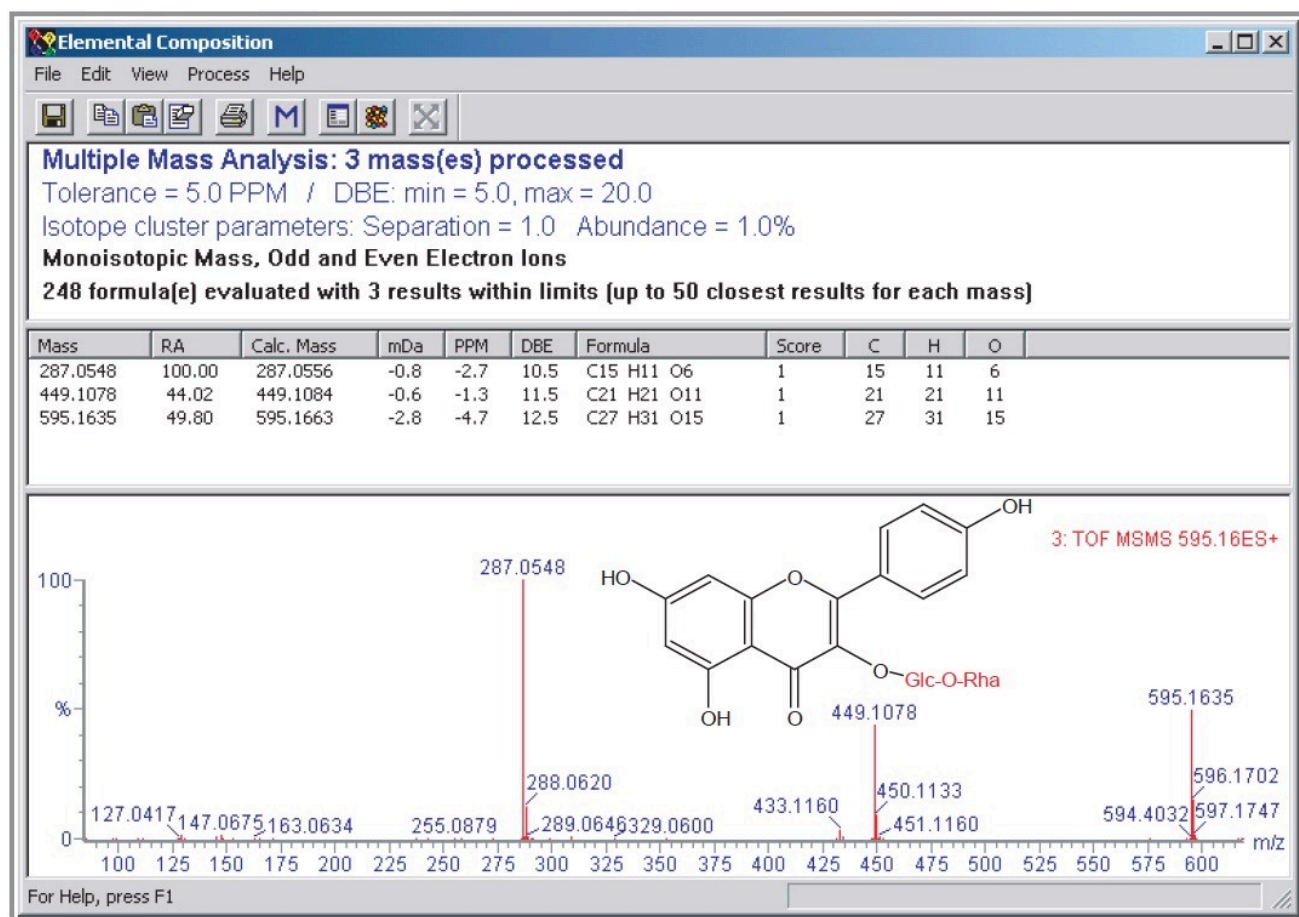 Elemental Composition
File Edit View Process Help
M
Multiple Mass Analysis: 3 mass(es) processed
Tolerance = 5.0 PPM / DBE: min = 5.0, max = 20.0
Isotope cluster parameters: Separation = 1.0 Abundance = 1.0%
Monoisotopic Mass, Odd and Even Electron Ions
248 formula(e) evaluated with 3 results within limits (up to 50 closest results for each mass)
Mass RA Calc. Mass mDa PPM DBE Formula Score C H O
287.0548 100.00 287.0556 -0.8 -2.7 10.5 C15 H11 O6 1 15 11 6
449.1078 44.02 449.1084 -0.6 -1.3 11.5 C21 H21 O11 1 21 21 11
595.1635 49.80 595.1663 -2.8 -4.7 12.5 C27 H31 O15 1 27 31 15
OH
3: TOF MSMS 595.16ES+
287.0548
100
HO
O
O
Glc-O-Rha
595.1635
%
OH
O
449.1078
288.0620
596.1702
127.0417
147.0675
163.0634
255.0879
289.0646
329.0600
433.1160
450.1133
451.1160
594.4032
597.1747
0
m/z
100 125 150 175 200 225 250 275 300 325 350 375 400 425 450 475 500 525 550 575 600
For Help, press F1